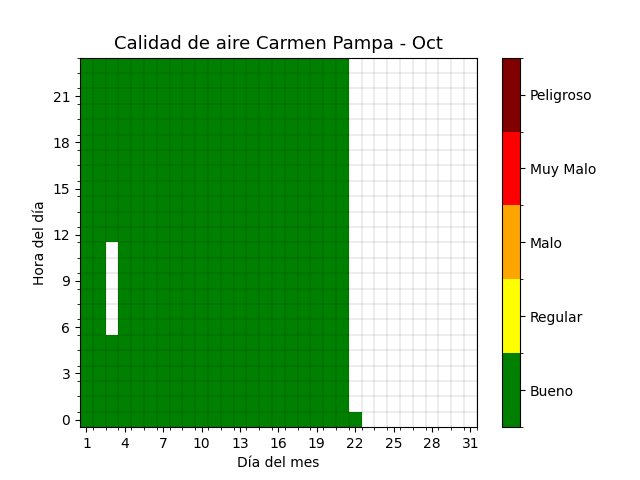 Calidad de aire Carmen Pampa - Oct
21
18
15
12
9
6
3
0
Hora del día
1 4 7 10 13 16 19 22 25 28 31
Día del mes
Peligroso
Muy Malo
Malo
Regular
Bueno